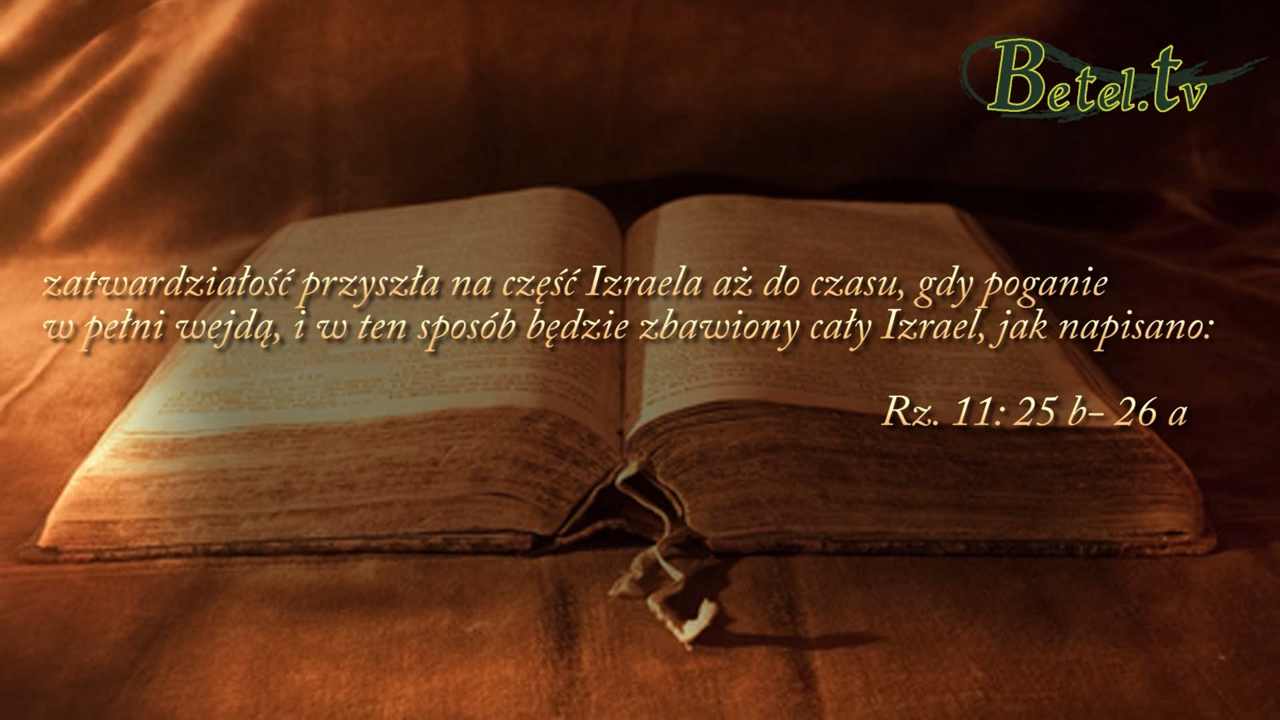 Betel.tv
zatwardziałość przyszła na część Izraela aż do czasu, gdy poganie
w pełni wejdą, i w ten sposób będzie zbawiony cały Izrael, jak napisano:
Rz. 11: 25 b- 26 a